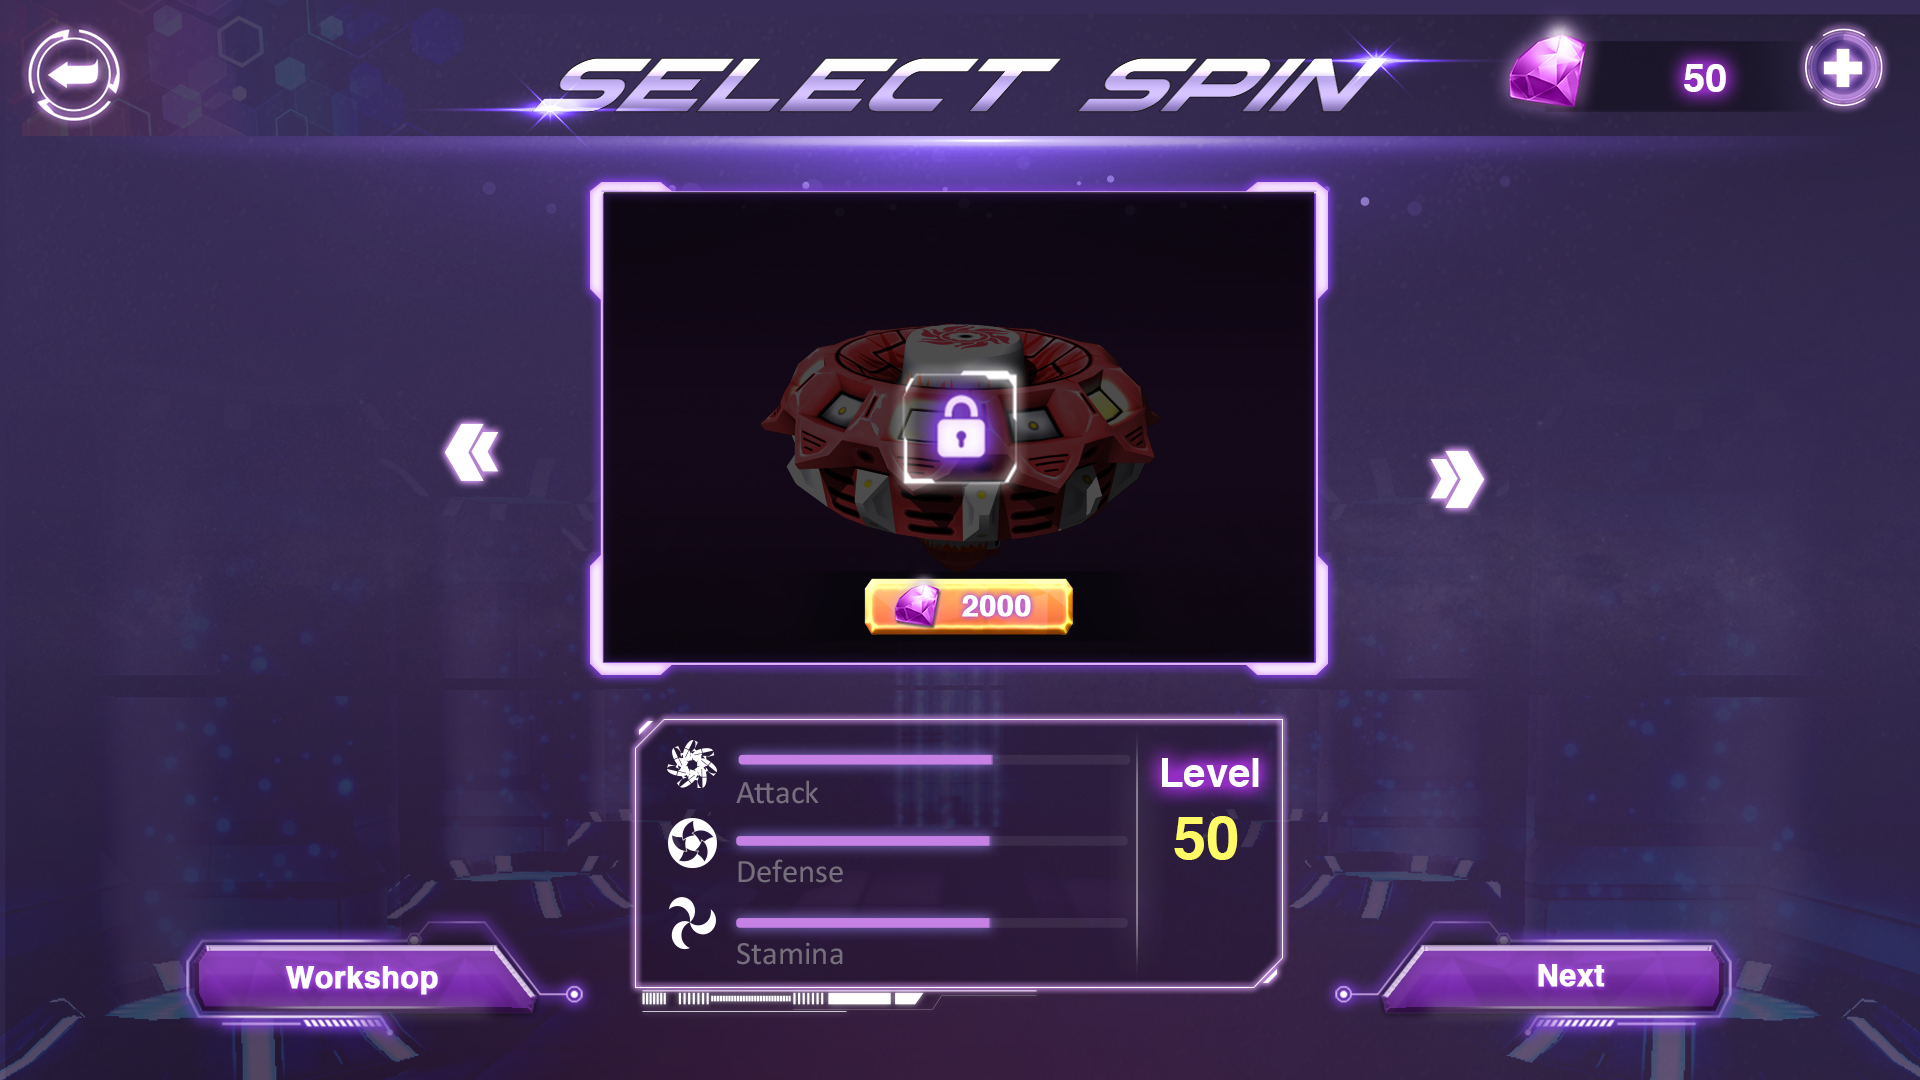 SELECT SPIN
50
2000
Attack
Defense
Stamina
Level
50
Workshop
Next